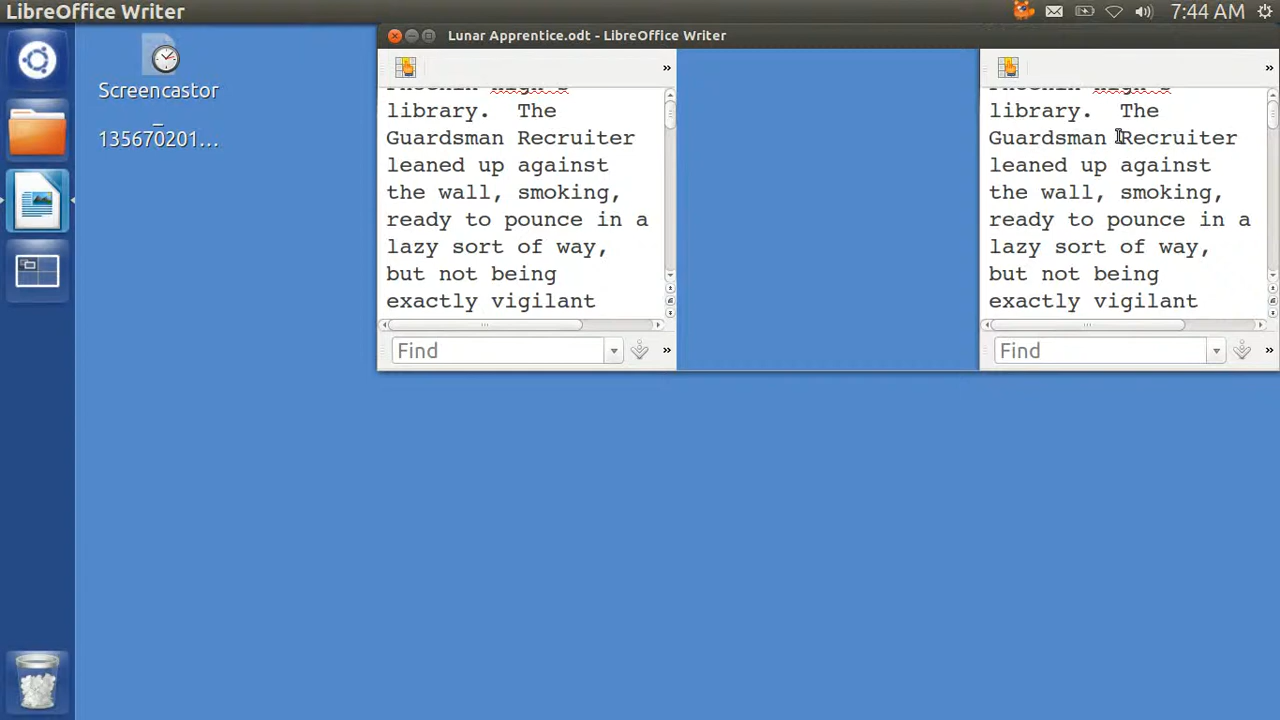 LibreOffice Writer
7:44 AM
Screencastor
135670201...
Lunar Apprentice.odt - LibreOffice Writer
library. The
Guardsman Recruiter
leaned up against
the wall, smoking,
ready to pounce in a
lazy sort of way,
but not being
exactly vigilant
Find
library. The
Guardsman Recruiter
leaned up against
the wall, smoking,
ready to pounce in a
lazy sort of way,
but not being
exactly vigilant
Find